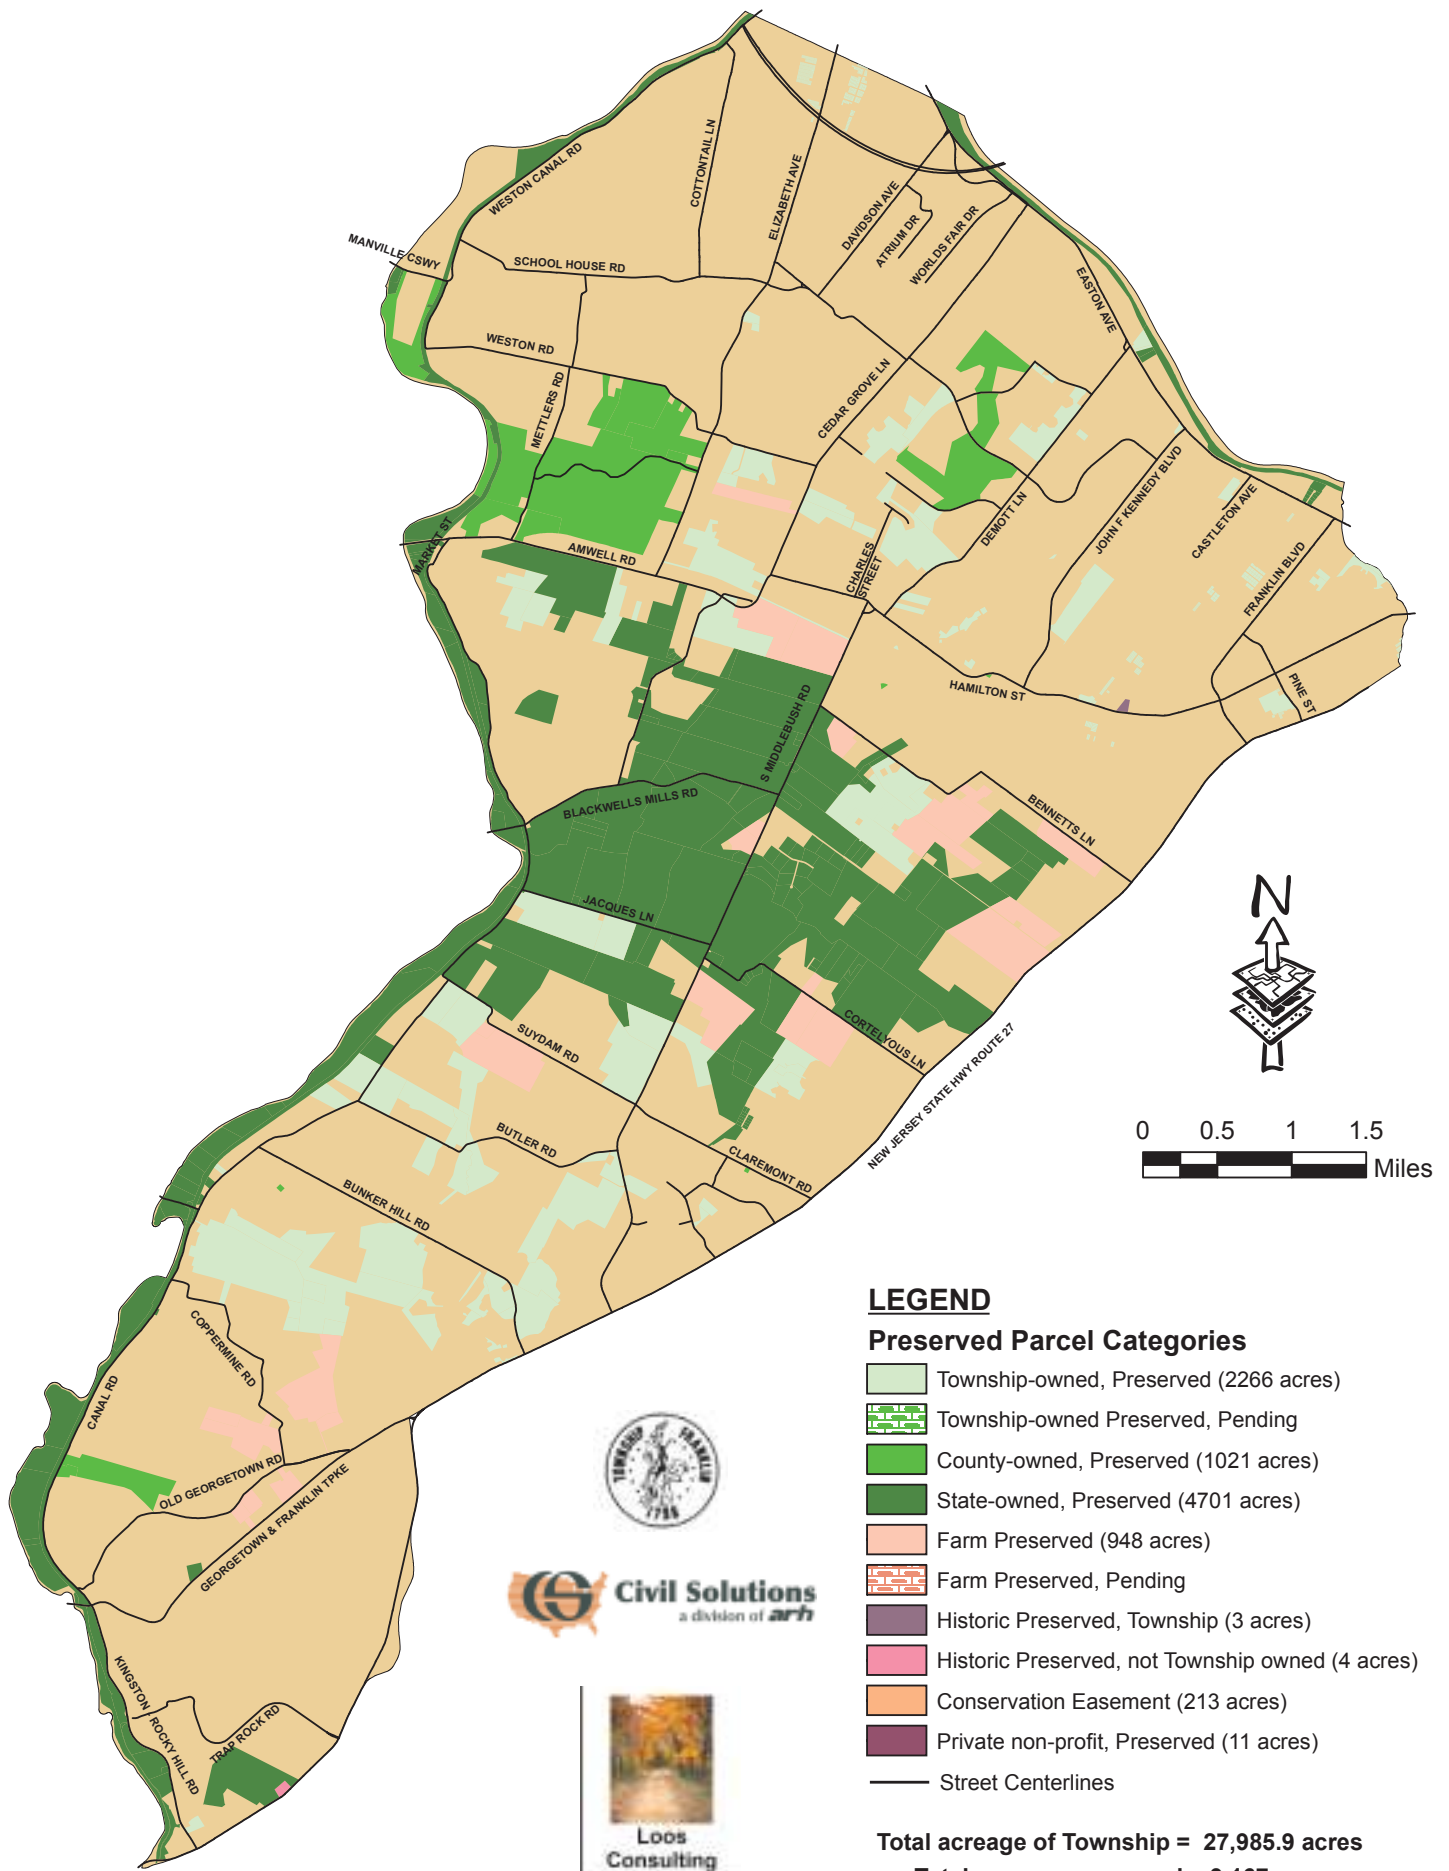 WESTON CANAL RD
COTTONTAIL LN
ELIZABETH AVE
DAVIDSON AVE
ATRIUM DR
WORLDS FAIR DR
MANVILLE CSWY
SCHOOL HOUSE RD
EASTON AVE
WESTON RD
METTLERS RD
CEDAR GROVE LN
MARKET ST
AMWELL RD
CHARLES
STREET
DEMOTT LN
JOHN F KENNEDY BLVD
CASTLETON AVE
FRANKLIN BLVD
HAMILTON ST
PINE ST
S MIDDLEBUSH RD
BLACKWELLS MILLS RD
BENNETTS LN
JACQUES LN
N
SUYDAM RD
CORTELYOUS LN
NEW JERSEY STATE HWY ROUTE 27
BUTLER RD
CLAREMONT RD
0 0.5 1 1.5
Miles
BUNKER HILL RD
COPPERMINE RD
CANAL RD
OLD GEORGETOWN RD
GEORGETOWN & FRANKLIN TPKE
KINGSTON - ROCKY HILL RD
TRAP ROCK RD
TOWNSHIP FRANKLIN
Civil Solutions
a division of arh
Loos
Consulting
LEGEND
Preserved Parcel Categories
Township-owned, Preserved (2266 acres)
Township-owned Preserved, Pending
County-owned, Preserved (1021 acres)
State-owned, Preserved (4701 acres)
Farm Preserved (948 acres)
Farm Preserved, Pending
Historic Preserved, Township (3 acres)
Historic Preserved, not Township owned (4 acres)
Conservation Easement (213 acres)
Private non-profit, Preserved (11 acres)
Street Centerlines
Total acreage of Township = 27,985.9 acres